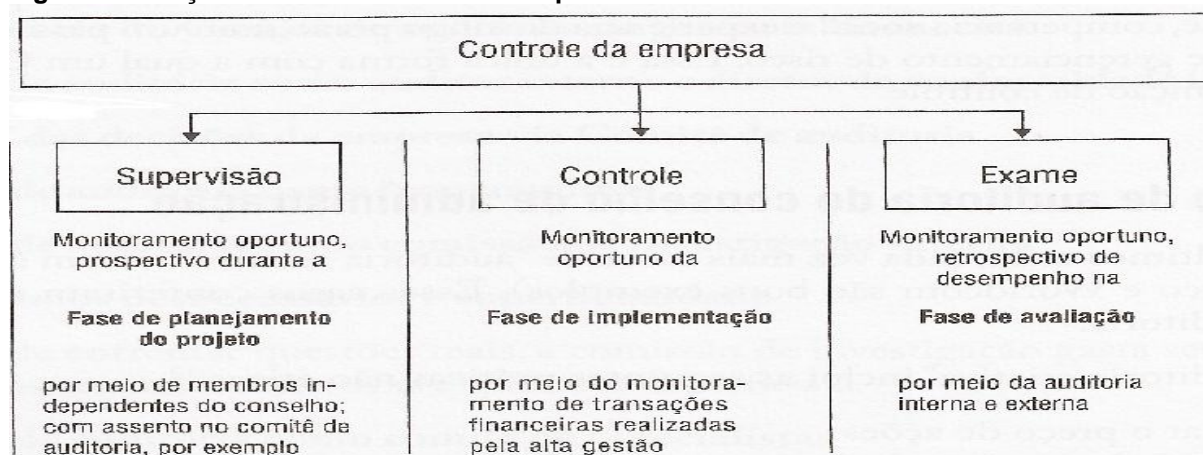 Controle da empresa
Supervisão
Monitoramento oportuno,
prospectivo durante a
Fase de planejamento
do projeto
por meio de membros in-
dependentes do conselho;
com assento no comitê de
auditoria, por exemplo
Controle
Monitoramento
oportuno da
Fase de implementação
por meio do monitora-
mento de transações
financeiras realizadas
pela alta gestão
Exame
Monitoramento oportuno,
retrospectivo de
desempenho na
Fase de avaliação
por meio da auditoria
interna e externa